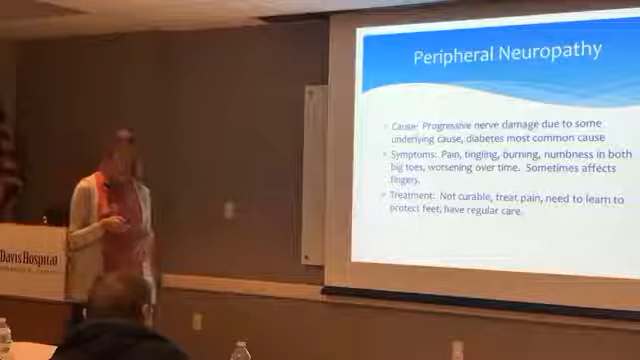 Peripheral Neuropathy
Cause: Progressive nerve damage due to some
underlying cause, diabetes most common cause
Symptoms: Pain, tingling, burning, numbness in both
big toes, worsening over time. Sometimes affects
fingers.
Treatment: Not curable, treat pain, need to learn to
protect feet, have regular care.
Davis Hospital